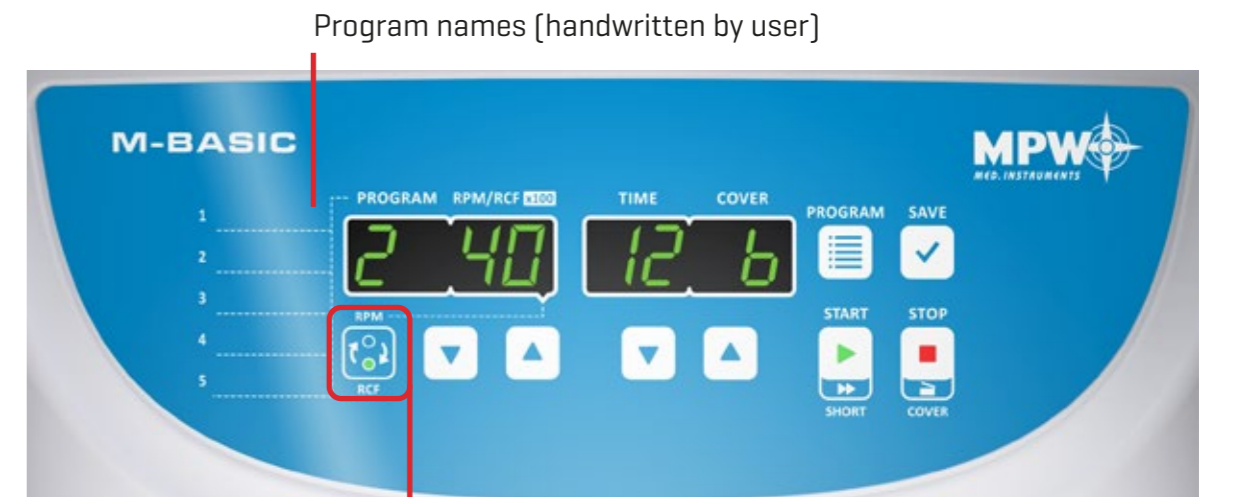 Program names (handwritten by user)
M-BASIC
MPW
MED. INSTRUMENTS
PROGRAM RPM/RCF x100 TIME COVER
PROGRAM SAVE
1
2
3
4
5
2 40 12 b
RPM
RCF
START STOP
SHORT COVER